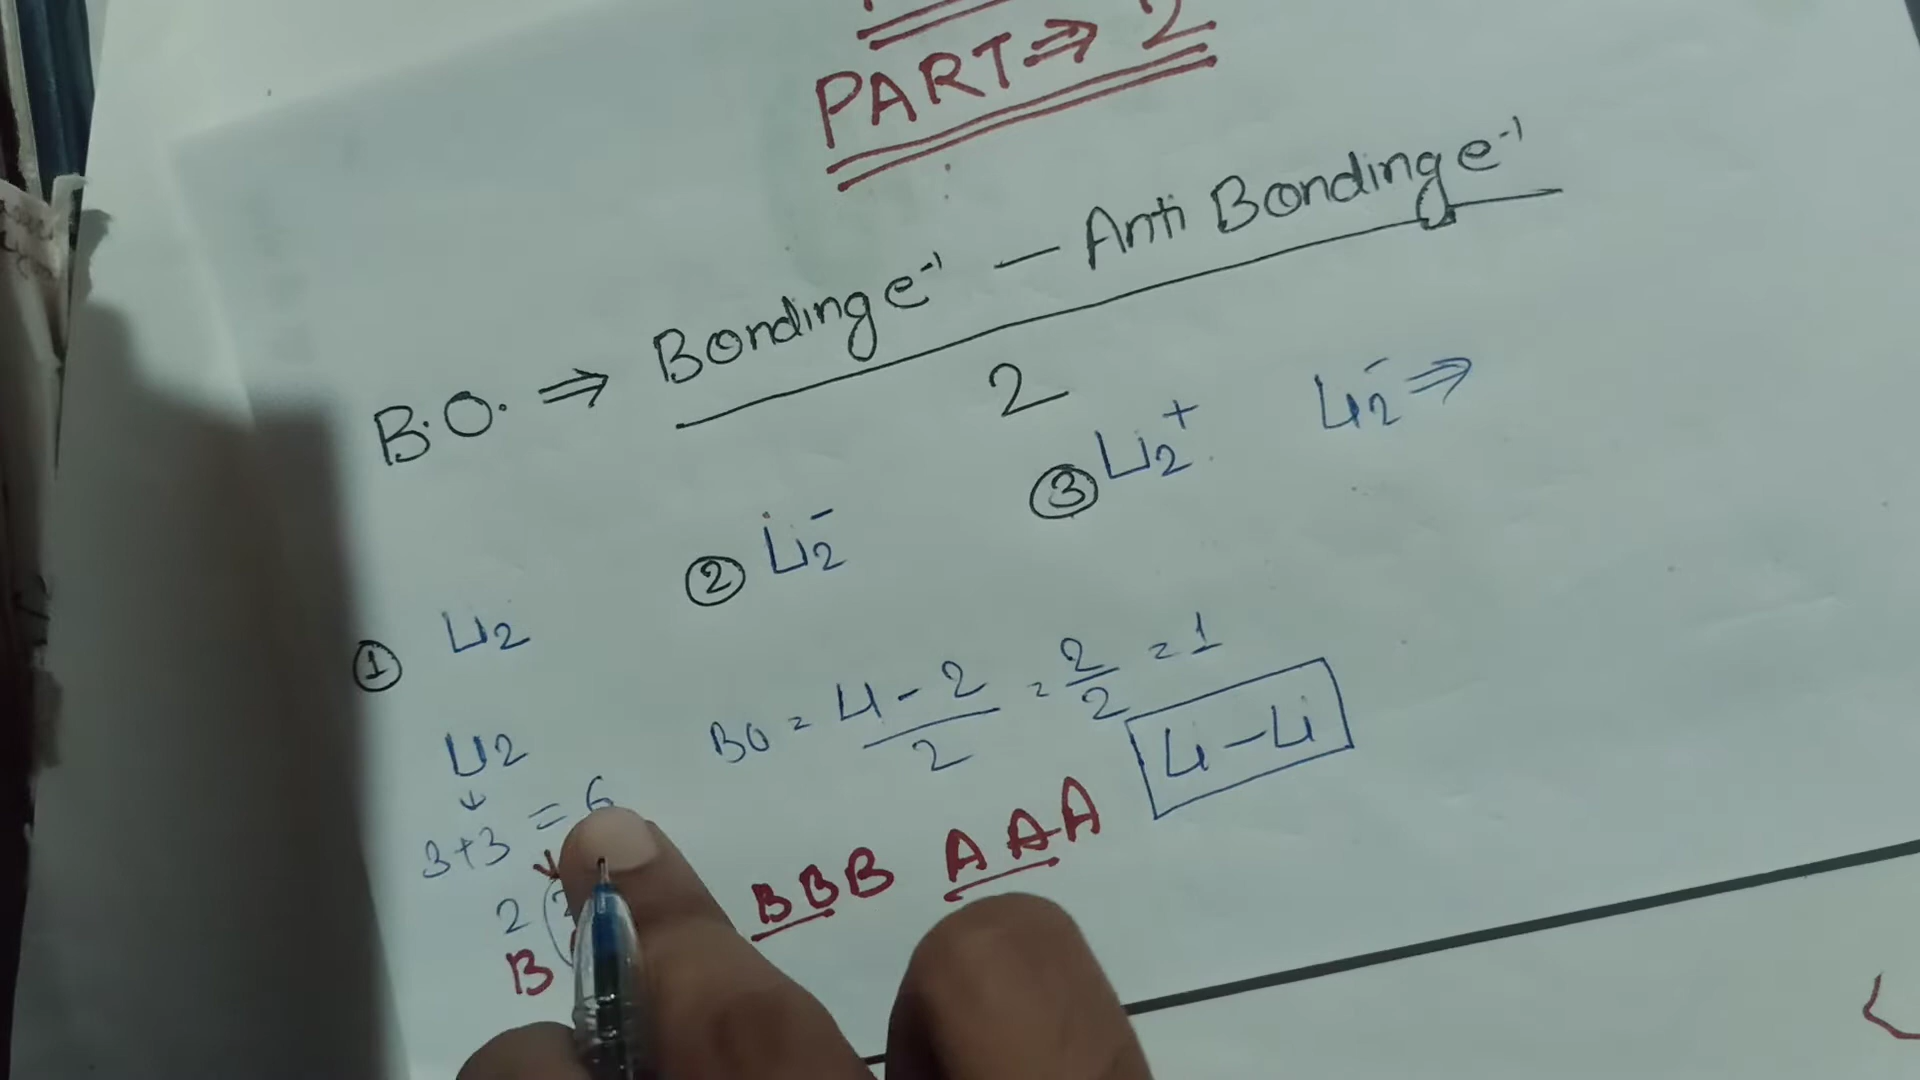 PART ⇒ 2
B.O. ⇒ Bonding e⁻¹ — Anti Bonding e⁻¹
2
① Li2
② Li2⁻
③ Li2⁺
Li2⁻ ⇒
Li2
↓
3+3 = 6
2 (2
B
BO = 4-2 / 2 = 2/2 = 1
Li-Li
BBB AAA